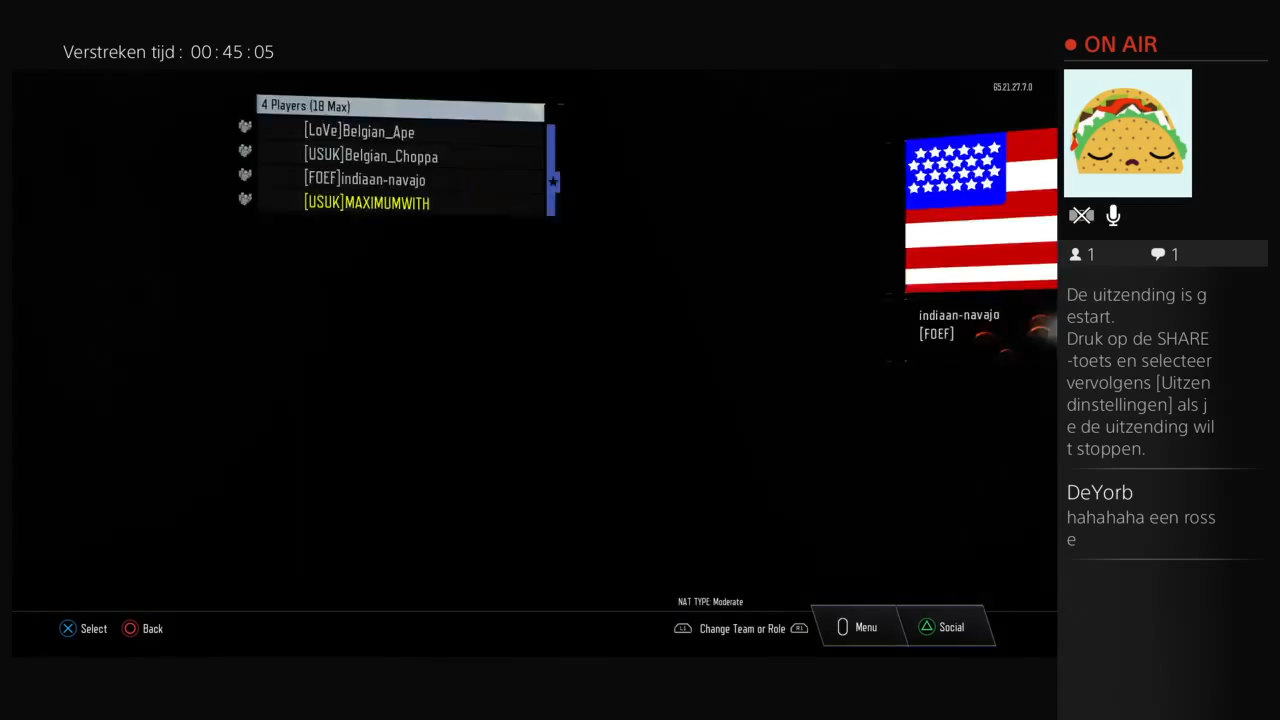 Verstreken tijd : 00 : 45 : 05
ON AIR
65.21.27.7.0
4 Players (18 Max)
[LoVe]Belgian_Ape
[USUK]Belgian_Choppa
[FOEF]indiaan-navajo
[USUK]MAXIMUMWITH
indiaan-navajo
[FOEF]
1 1
De uitzending is g
estart.
Druk op de SHARE
-toets en selecteer
vervolgens [Uitzen
dinstellingen] als j
e de uitzending wil
t stoppen.
DeYorb
hahahaha een ross
e
NAT TYPE: Moderate
Select Back L1 Change Team or Role R1 Menu Social